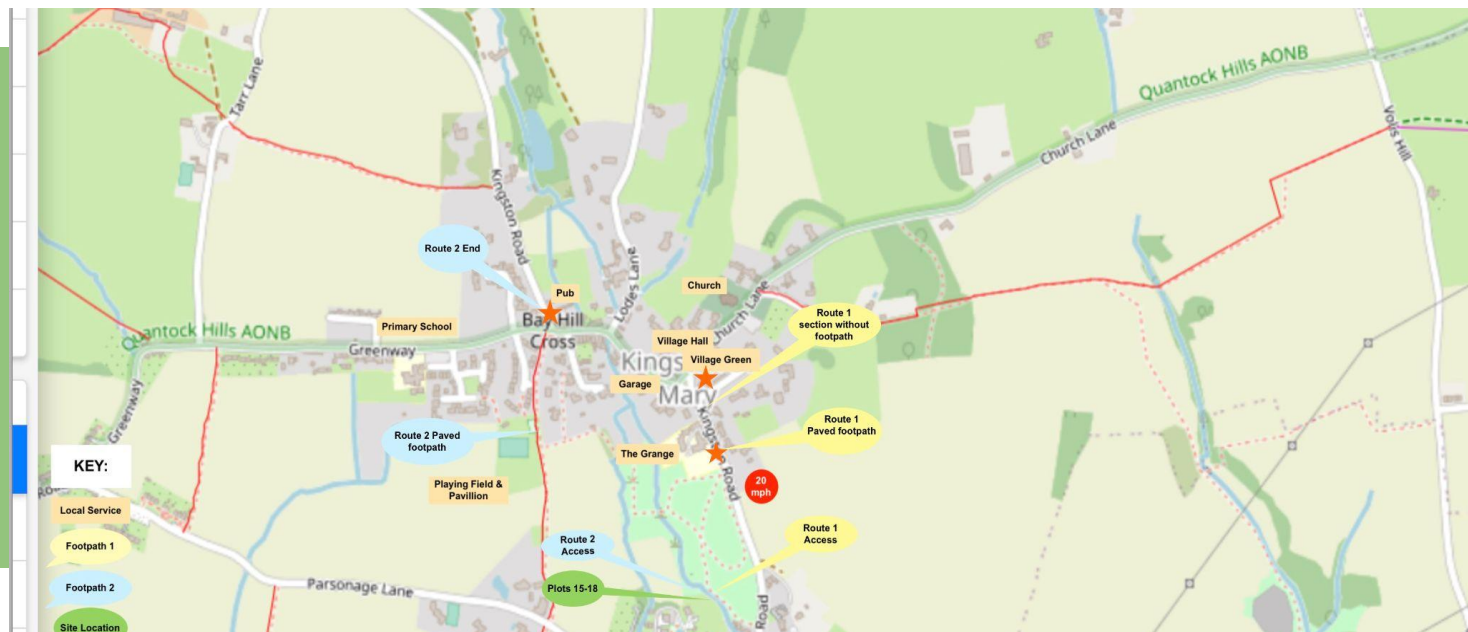 Quantock Hills AONB
Tarr Lane
Church Lane
Volis Hill
Kingston Road
Route 2 End
Lodes Lane
Pub
Church
Church Lane
Route 1
section without
footpath
Primary School
Quantock Hills AONB
Bay Hill
Cross
Greenway
Village Hall
Village Green
Kings
Garage
Mary
Greenway
Route 2 Paved
footpath
Route 1
Paved footpath
Kingston Road
The Grange
KEY:
20
mph
Playing Field &
Pavillion
Local Service
Footpath 1
Route 2
Access
Route 1
Access
Footpath 2
Plots 15-18
Parsonage Lane
Road
Site Location